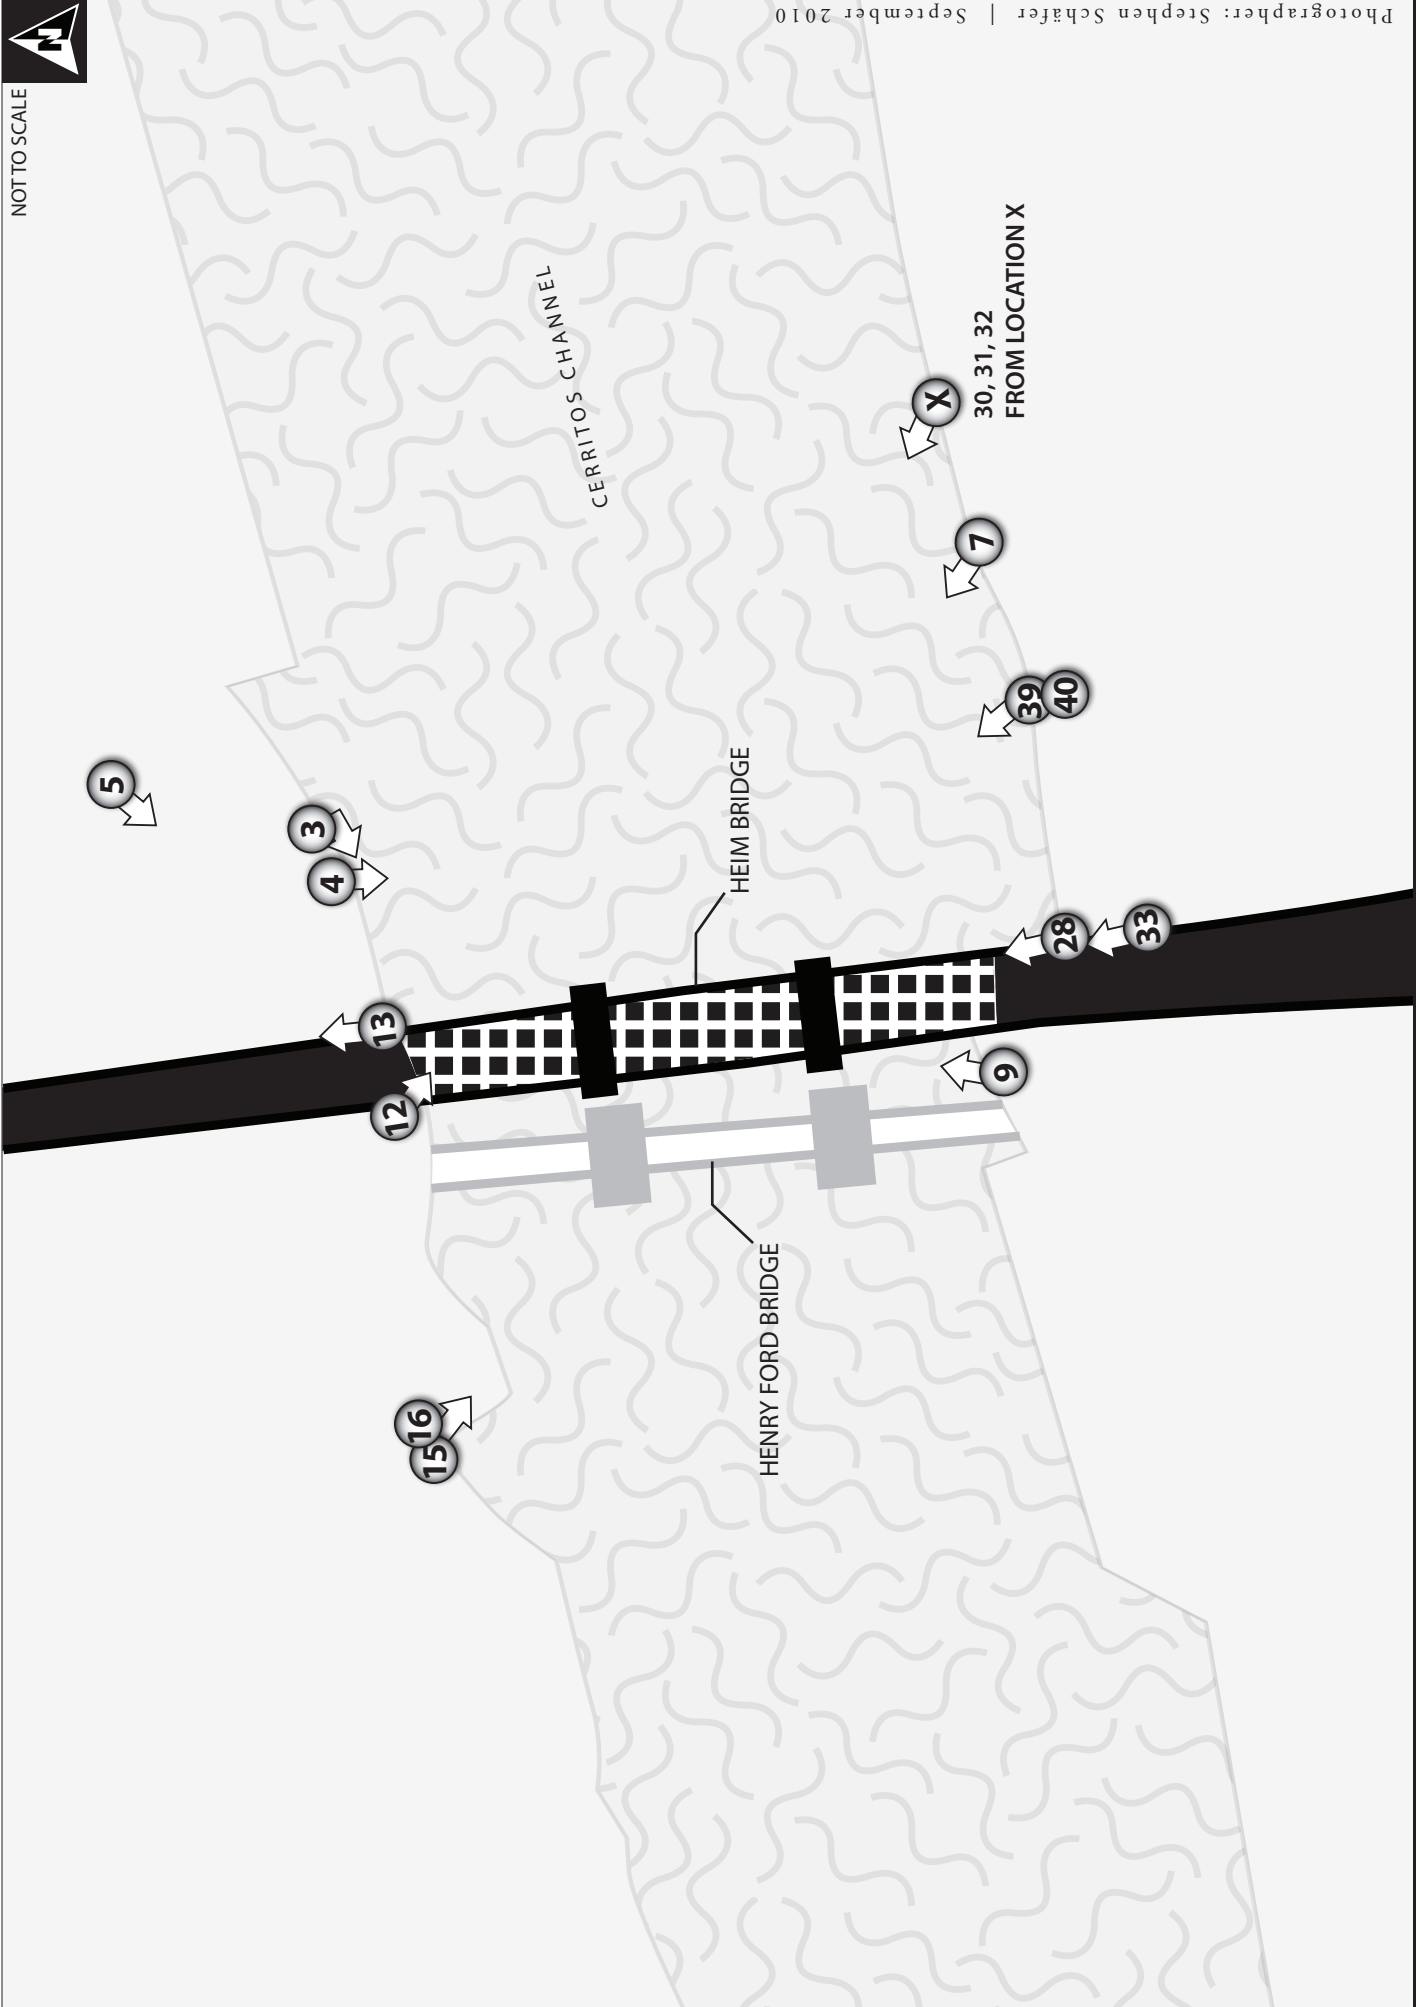 N
NOT TO SCALE
Photographer: Stephen Schäfer | September 2010
CERRITOS CHANNEL
30, 31, 32
FROM LOCATION X
X
7
39
40
5
3
4
HEIM BRIDGE
28
33
13
12
9
HENRY FORD BRIDGE
16
15